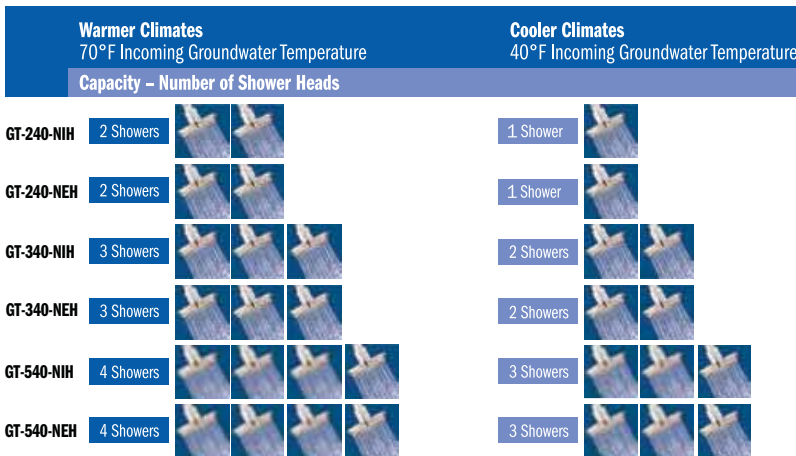 Warmer Climates
70°F Incoming Groundwater Temperature
Cooler Climates
40°F Incoming Groundwater Temperature
Capacity – Number of Shower Heads
GT-240-NIH 2 Showers 1 Shower
GT-240-NEH 2 Showers 1 Shower
GT-340-NIH 3 Showers 2 Showers
GT-340-NEH 3 Showers 2 Showers
GT-540-NIH 4 Showers 3 Showers
GT-540-NEH 4 Showers 3 Showers